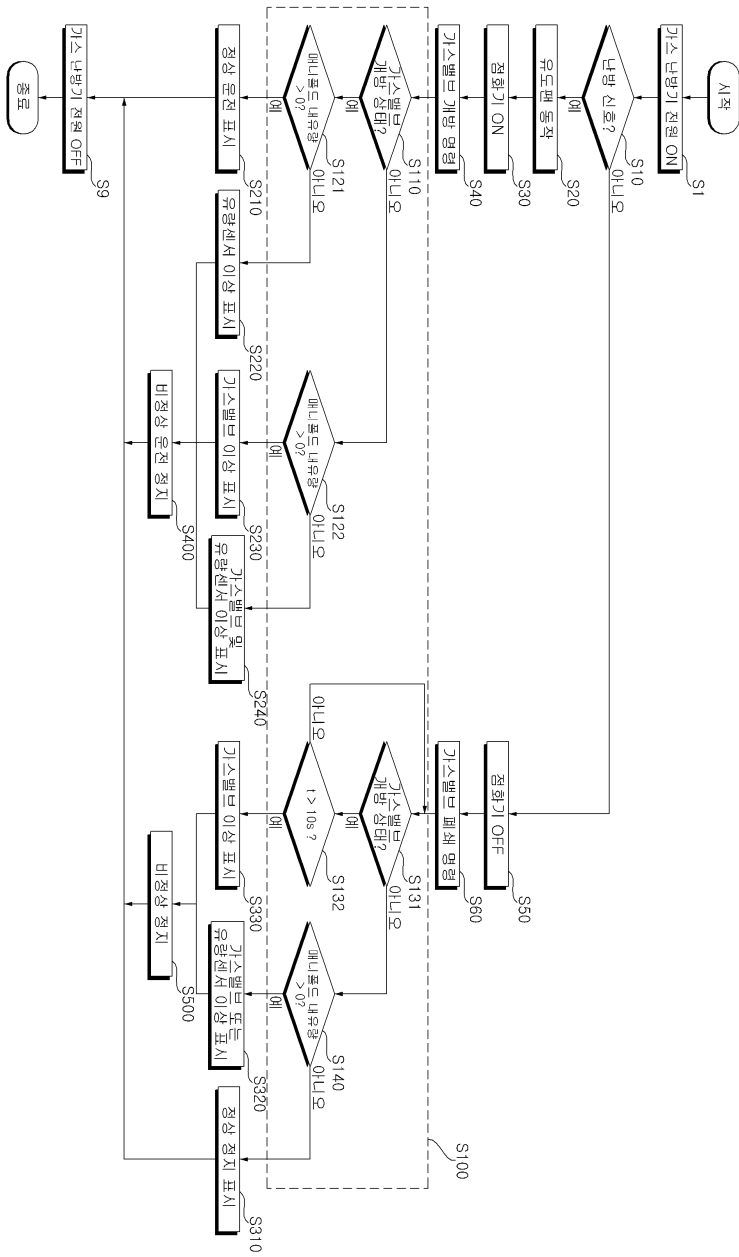 시작
가스 난방기 전원 ON
S1
난방 신호?
S10
예
아니오
유도팬 동작
S20
점화기 ON
S30
가스밸브 개방 명령
S40
점화기 OFF
S50
가스밸브 폐쇄 명령
S60
S100
가스밸브
개방 상태?
S110
예
아니오
매니폴드 내유량
> 0?
S121
예
아니오
매니폴드 내유량
> 0?
S122
예
아니오
가스밸브
개방 상태?
S131
예
아니오
t > 10s ?
S132
예
아니오
매니폴드 내유량
> 0?
S140
예
아니오
정상 운전 표시
S210
유량센서 이상 표시
S220
가스밸브 이상 표시
S230
가스밸브 및
유량센서 이상 표시
S240
가스밸브 이상 표시
S330
가스밸브 또는
유량센서 이상 표시
S320
정상 정지 표시
S310
비정상 운전 정지
S400
비정상 정지
S500
가스 난방기 전원 OFF
S9
종료